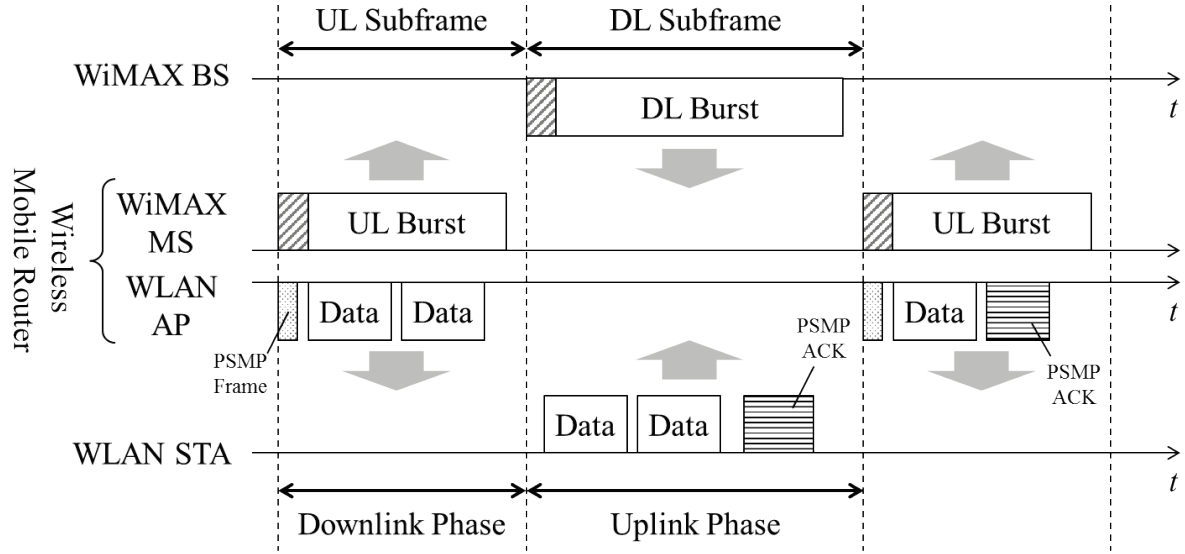 UL Subframe
DL Subframe
WiMAX BS
DL Burst
t
Wireless
Mobile Router
WiMAX
MS
UL Burst
UL Burst
t
WLAN
AP
Data
Data
Data
t
PSMP
Frame
PSMP
ACK
PSMP
ACK
Data
Data
WLAN STA
t
Downlink Phase
Uplink Phase